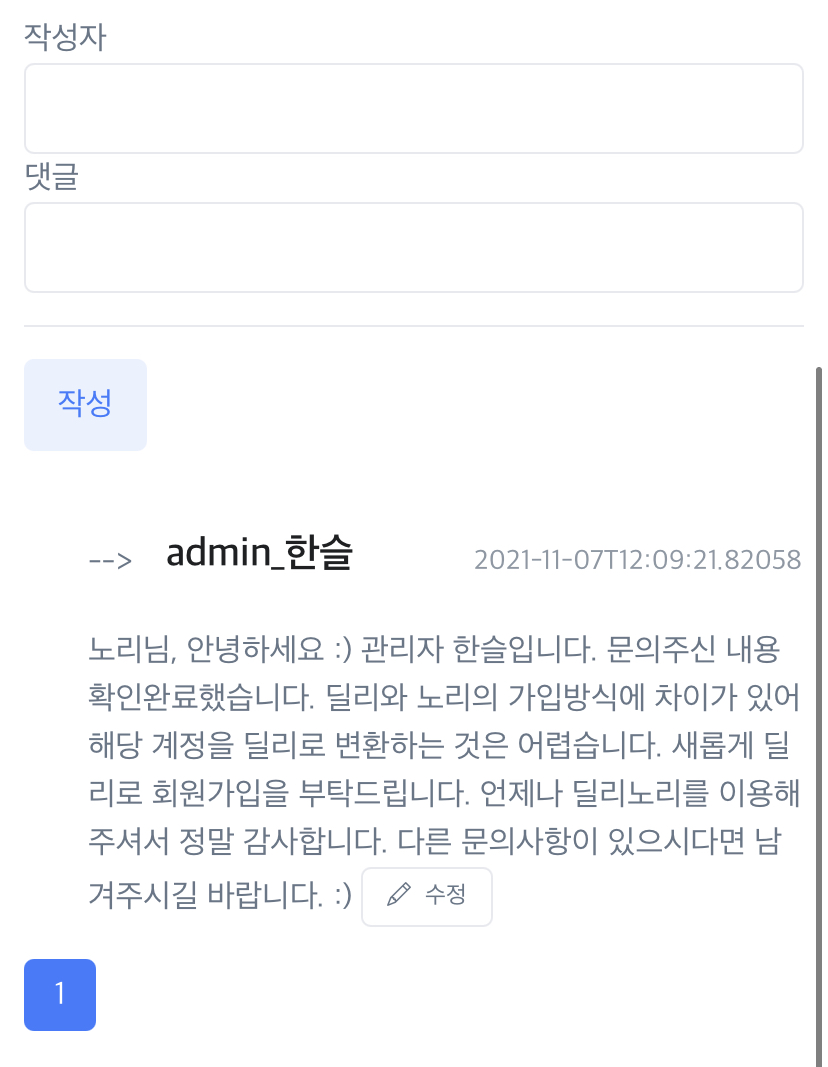 작성자
댓글
작성
--> admin_한슬 2021-11-07T12:09:21.82058
노리님, 안녕하세요 :) 관리자 한슬입니다. 문의주신 내용
확인완료했습니다. 딜리와 노리의 가입방식에 차이가 있어
해당 계정을 딜리로 변환하는 것은 어렵습니다. 새롭게 딜
리로 회원가입을 부탁드립니다. 언제나 딜리노리를 이용해
주셔서 정말 감사합니다. 다른 문의사항이 있으시다면 남
겨주시길 바랍니다. :) 수정
1